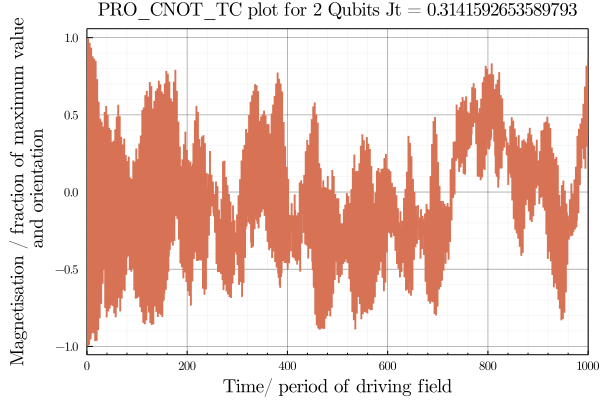 PRO_CNOT_TC plot for 2 Qubits Jt = 0.3141592653589793
Magnetisation / fraction of maximum value
and orientation
1.0
0.5
0.0
−0.5
−1.0
0 200 400 600 800 1000
Time/ period of driving field